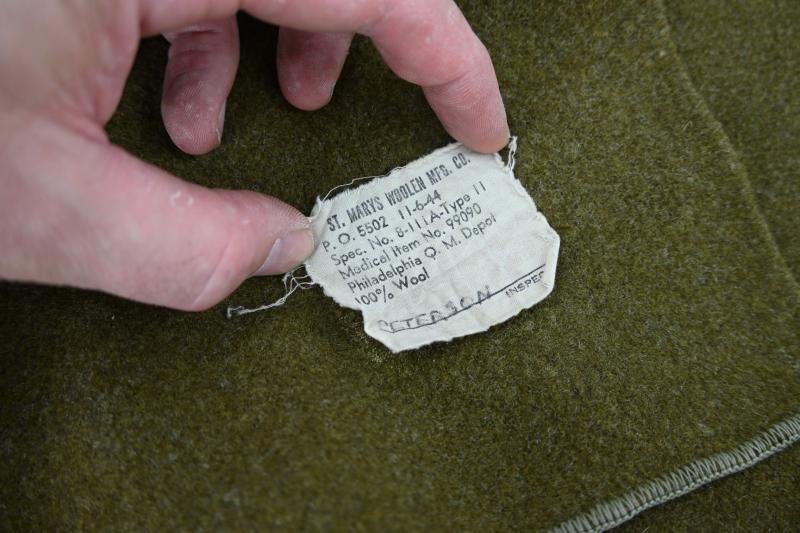 ST. MARYS WOOLEN MFG. CO.
P. O. 5502 11-6-44
Spec. No. 8-111A-Type II
Medical Item No. 99090
Philadelphia Q. M. Depot
100% Wool
PETERSON INSPEC